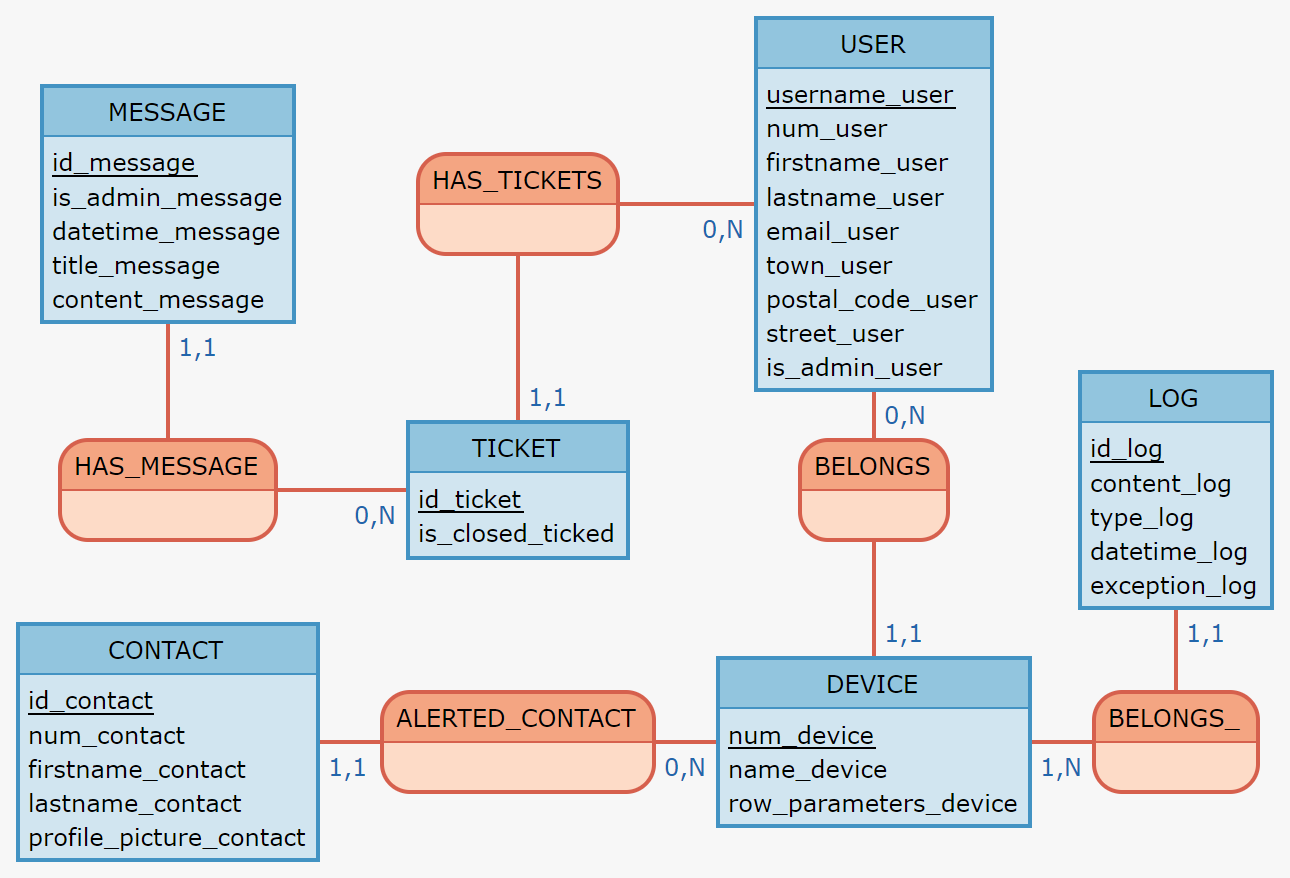 USER
username_user
num_user
firstname_user
lastname_user
email_user
town_user
postal_code_user
street_user
is_admin_user
0,N
0,N
MESSAGE
id_message
is_admin_message
datetime_message
title_message
content_message
1,1
HAS_TICKETS
1,1
HAS_MESSAGE
0,N
TICKET
id_ticket
is_closed_ticked
BELONGS
1,1
LOG
id_log
content_log
type_log
datetime_log
exception_log
1,1
CONTACT
id_contact
num_contact
firstname_contact
lastname_contact
profile_picture_contact
1,1
ALERTED_CONTACT
0,N
DEVICE
num_device
name_device
row_parameters_device
1,N
BELONGS_